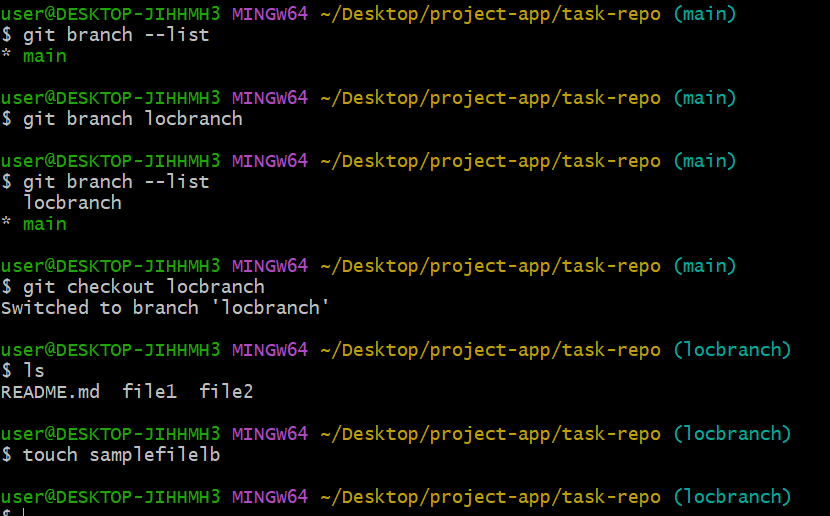 user@DESKTOP-JIHHMH3 MINGW64 ~/Desktop/project-app/task-repo (main)
$ git branch --list
* main
user@DESKTOP-JIHHMH3 MINGW64 ~/Desktop/project-app/task-repo (main)
$ git branch locbranch
user@DESKTOP-JIHHMH3 MINGW64 ~/Desktop/project-app/task-repo (main)
$ git branch --list
  locbranch
* main
user@DESKTOP-JIHHMH3 MINGW64 ~/Desktop/project-app/task-repo (main)
$ git checkout locbranch
Switched to branch 'locbranch'
user@DESKTOP-JIHHMH3 MINGW64 ~/Desktop/project-app/task-repo (locbranch)
$ ls
README.md  file1  file2
user@DESKTOP-JIHHMH3 MINGW64 ~/Desktop/project-app/task-repo (locbranch)
$ touch samplefilelb
user@DESKTOP-JIHHMH3 MINGW64 ~/Desktop/project-app/task-repo (locbranch)
$